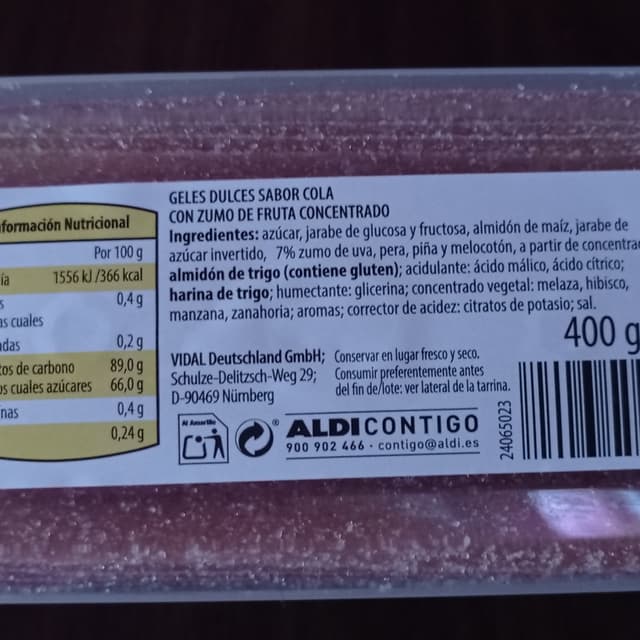 GELES DULCES SABOR COLA
CON ZUMO DE FRUTA CONCENTRADO
Ingredientes: azúcar, jarabe de glucosa y fructosa, almidón de maíz, jarabe de
azúcar invertido, 7% zumo de uva, pera, piña y melocotón, a partir de concentra
almidón de trigo (contiene gluten); acidulante: ácido málico, ácido cítrico;
harina de trigo; humectante: glicerina; concentrado vegetal: melaza, hibisco,
manzana, zanahoria; aromas; corrector de acidez: citratos de potasio; sal.
400 g
formación Nutricional
Por 100 g
ía 1556 kJ/366 kcal
s 0,4 g
as cuales
adas 0,2 g
tos de carbono 89,0 g
os cuales azúcares 66,0 g
nas 0,4 g
0,24 g
VIDAL Deutschland GmbH;
Schulze-Delitzsch-Weg 29;
D-90469 Nürnberg
Conservar en lugar fresco y seco.
Consumir preferentemente antes
del fin de/lote: ver lateral de la tarrina.
Al Amarillo
®
ALDI CONTIGO
900 902 466 · contigo@aldi.es
24065023